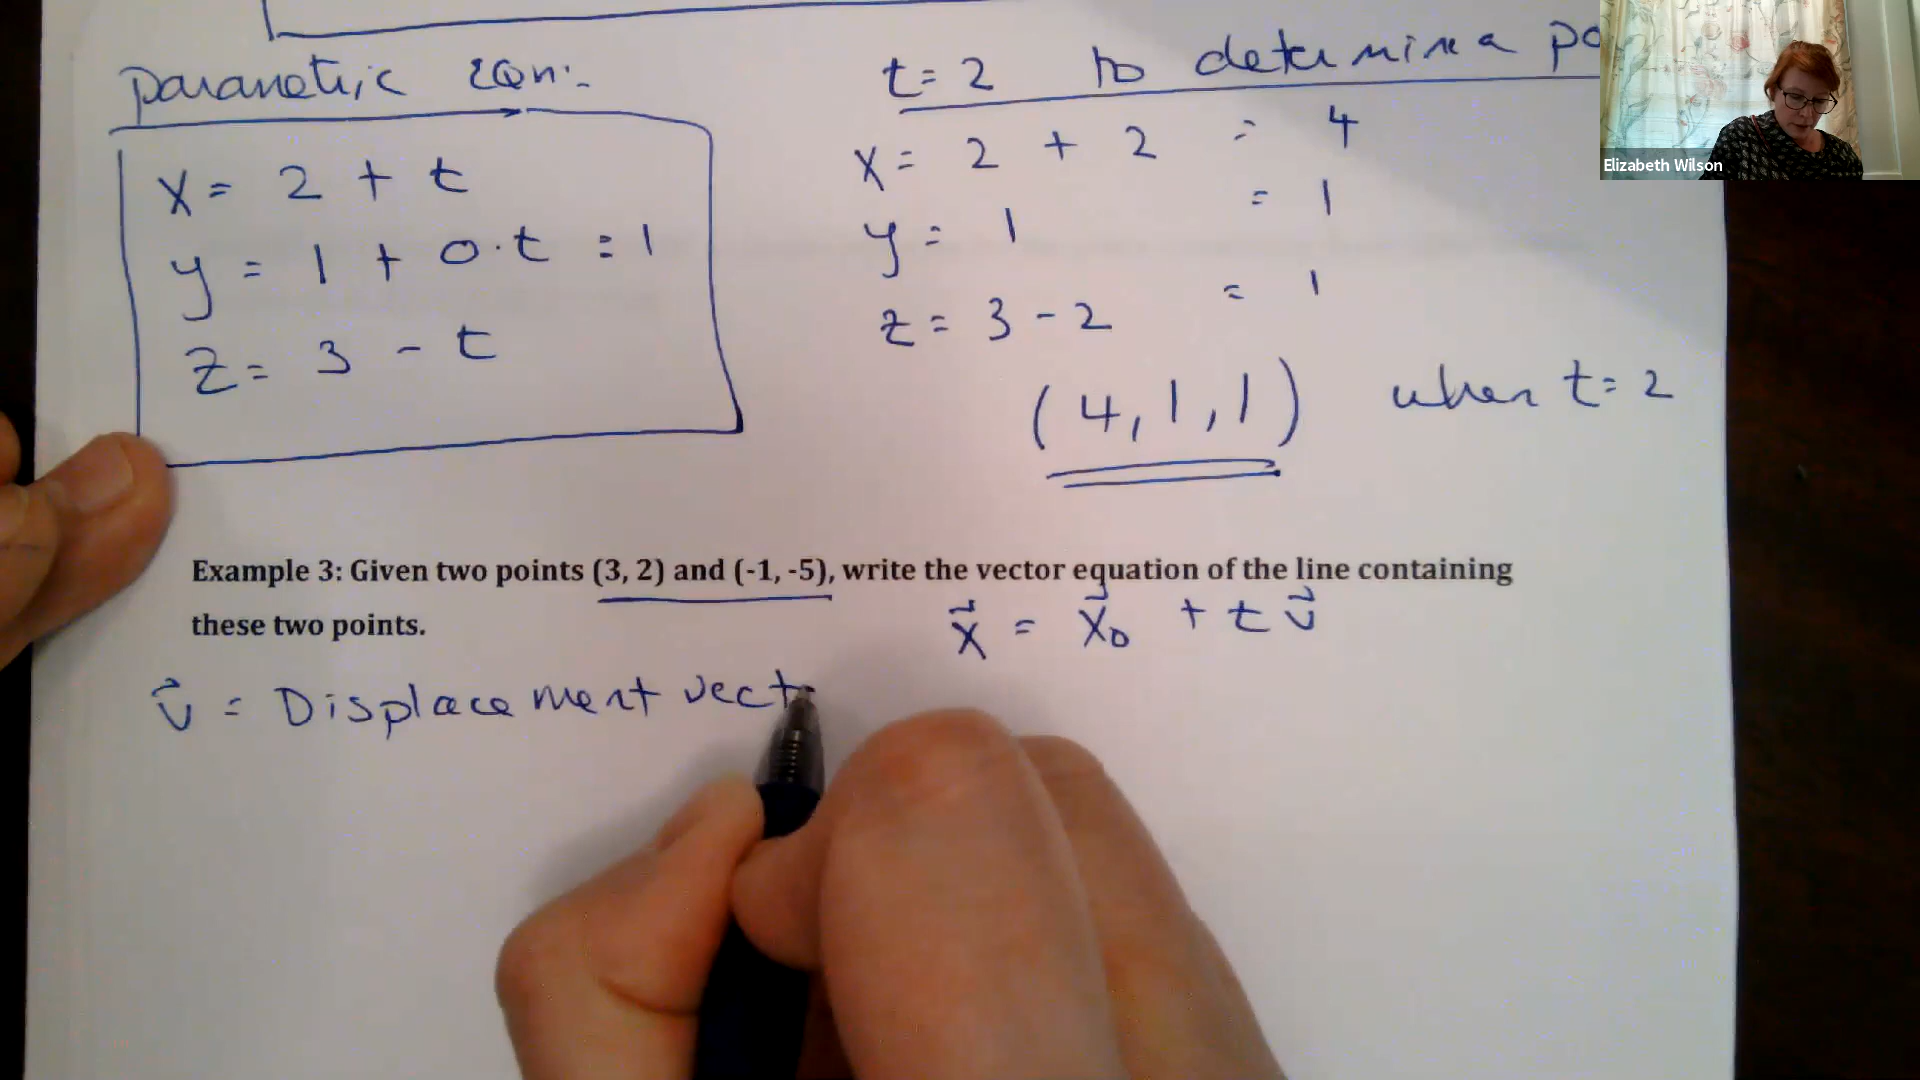 parametric eqn:
x = 2 + t
y = 1 + 0·t = 1
z = 3 - t
t = 2 to determine a
x = 2 + 2 = 4
y = 1 = 1
z = 3 - 2 = 1
(4, 1, 1) when t = 2
Elizabeth Wilson
Example 3: Given two points (3, 2) and (-1, -5), write the vector equation of the line containing
these two points.
x⃗ = x⃗₀ + t v⃗
v⃗ = Displacement vect